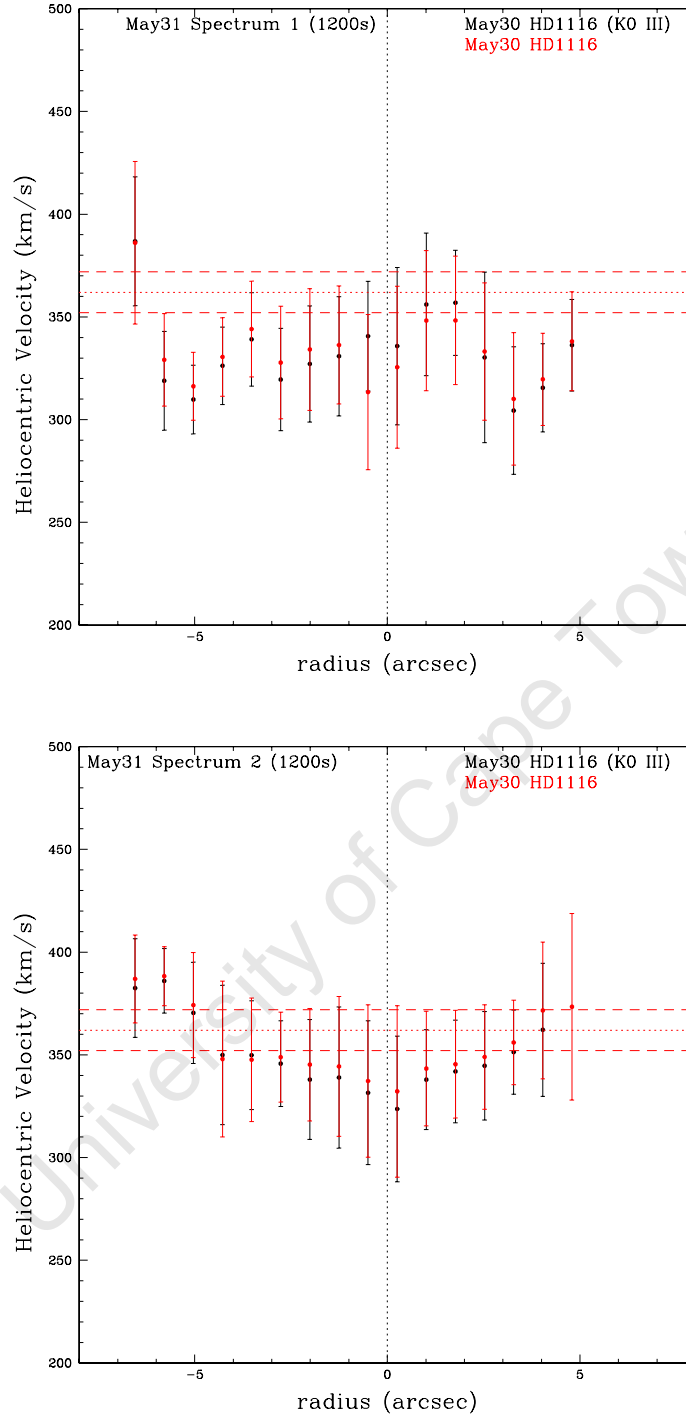 May31 Spectrum 1 (1200s)
May30 HD1116 (K0 III)
May30 HD1116
500
450
400
350
300
250
200
Heliocentric Velocity (km/s)
−5
0
5
radius (arcsec)
May31 Spectrum 2 (1200s)
May30 HD1116 (K0 III)
May30 HD1116
500
450
400
350
300
250
200
Heliocentric Velocity (km/s)
−5
0
5
radius (arcsec)
University of Cape Tow